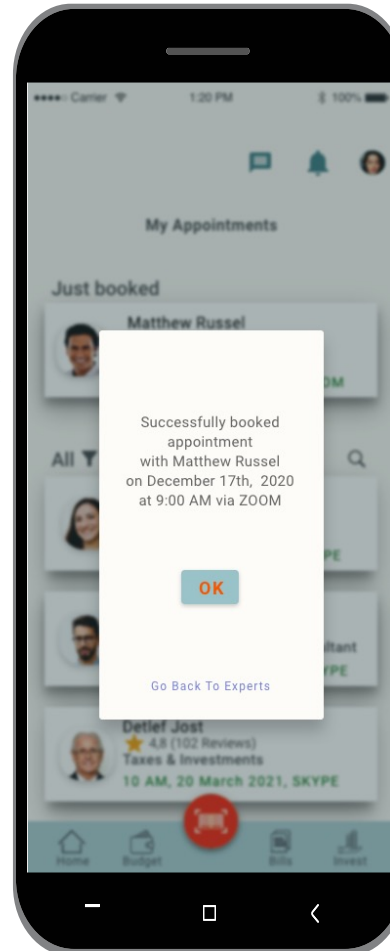 Carrier 1:20 PM 100%
My Appointments
Just booked
Matthew Russel
OM
Successfully booked
appointment
with Matthew Russel
on December 17th, 2020
at 9:00 AM via ZOOM
All
PE
OK
ltant
YPE
Go Back To Experts
Detlef Jost
4,8 (102 Reviews)
Taxes & Investments
10 AM, 20 March 2021, SKYPE
Home Budget Bills Invest